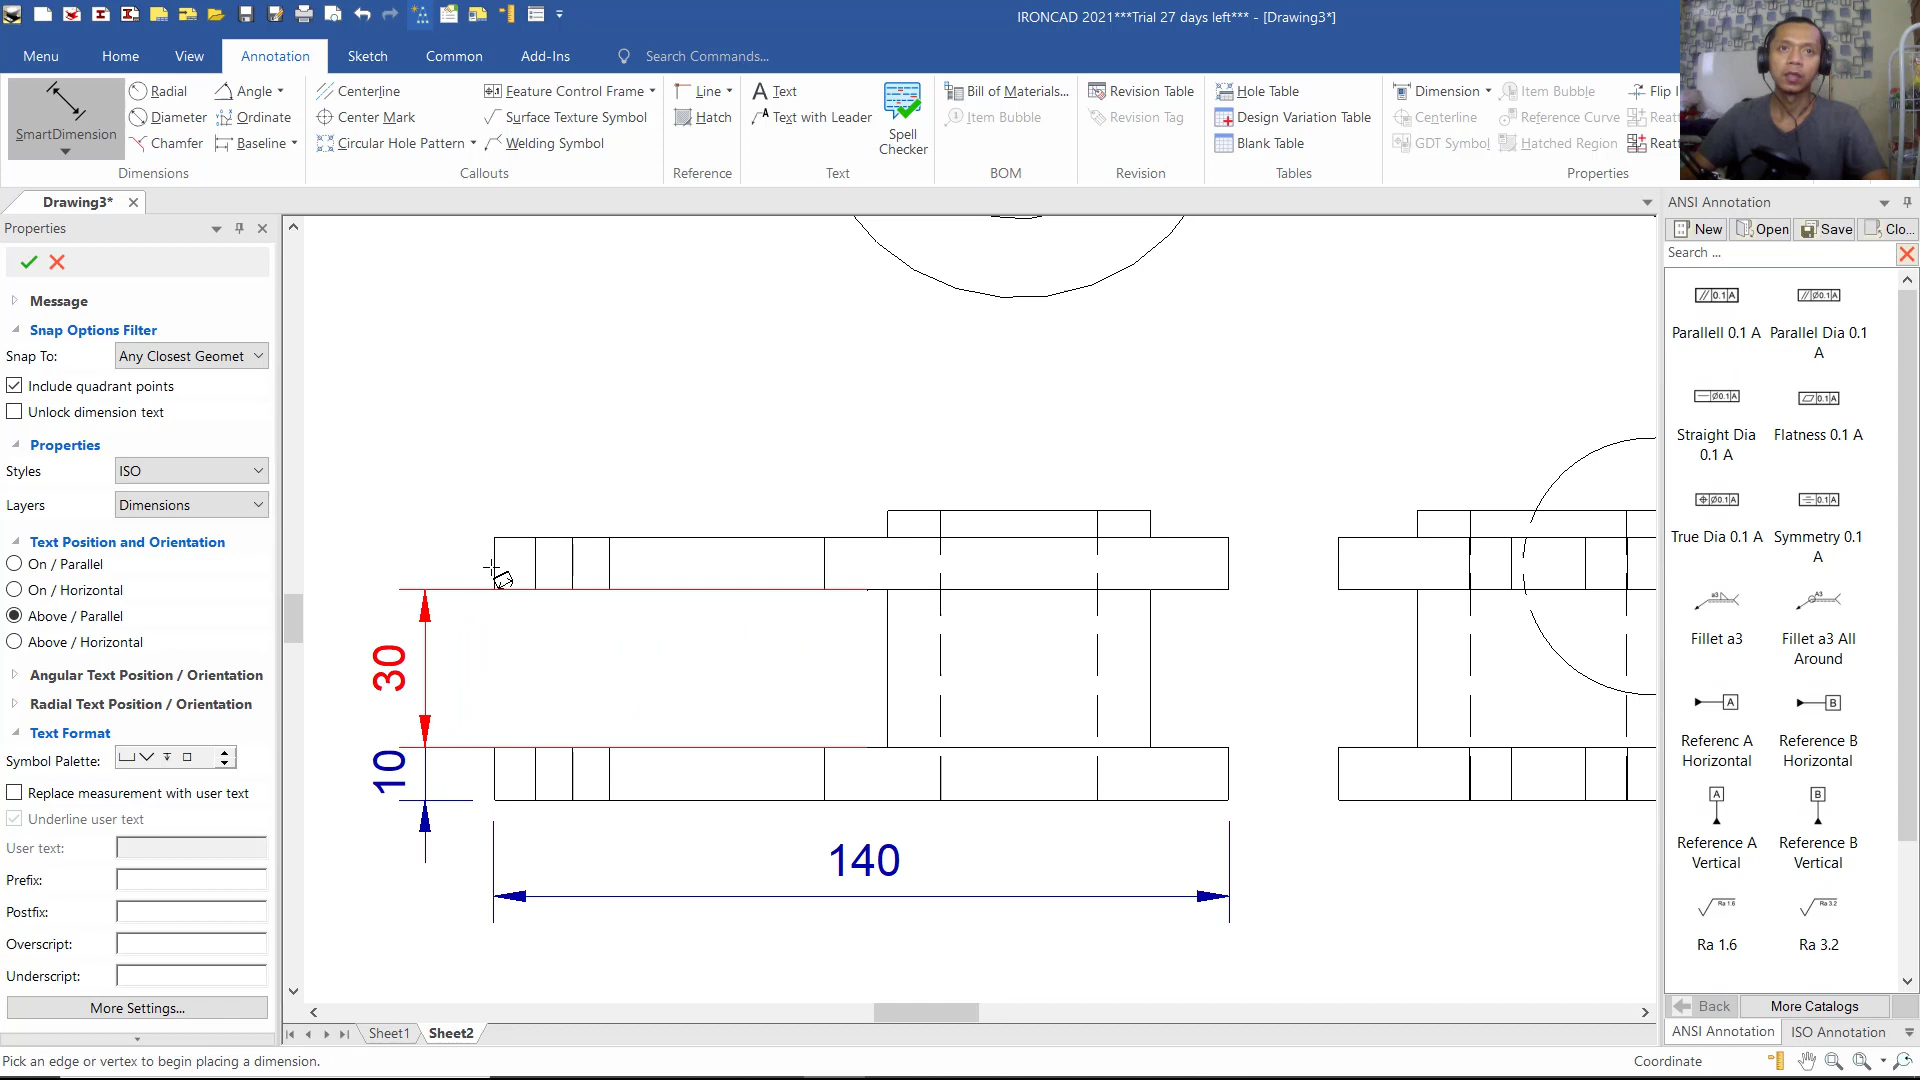 IRONCAD 2021***Trial 27 days left*** - [Drawing3*]
Menu Home View Annotation Sketch Common Add-Ins Search Commands...
SmartDimension
Radial
Diameter
Chamfer
Angle
Ordinate
Baseline
Dimensions
Centerline
Center Mark
Circular Hole Pattern
Feature Control Frame
Surface Texture Symbol
Welding Symbol
Callouts
Line
Hatch
Reference
Text
Text with Leader
Spell
Checker
Text
Bill of Materials...
Item Bubble
BOM
Revision Table
Revision Tag
Revision
Hole Table
Design Variation Table
Blank Table
Tables
Dimension
Centerline
GDT Symbol
Item Bubble
Reference Curve
Hatched Region
Flip I
Reat
Reatt
Properties
Drawing3*
Properties
Message
Snap Options Filter
Snap To: Any Closest Geomet
Include quadrant points
Unlock dimension text
Properties
Styles ISO
Layers Dimensions
Text Position and Orientation
On / Parallel
On / Horizontal
Above / Parallel
Above / Horizontal
Angular Text Position / Orientation
Radial Text Position / Orientation
Text Format
Symbol Palette:
Replace measurement with user text
Underline user text
User text:
Prefix:
Postfix:
Overscript:
Underscript:
More Settings...
30
10
140
ANSI Annotation
New Open Save Clo...
Search ...
Parallell 0.1 A
Parallel Dia 0.1
A
Straight Dia
0.1 A
Flatness 0.1 A
True Dia 0.1 A
Symmetry 0.1
A
Fillet a3
Fillet a3 All
Around
Referenc A
Horizontal
Reference B
Horizontal
Reference A
Vertical
Reference B
Vertical
Ra 1.6
Ra 3.2
Back More Catalogs
ANSI Annotation ISO Annotation
Sheet1 Sheet2
Pick an edge or vertex to begin placing a dimension.
Coordinate